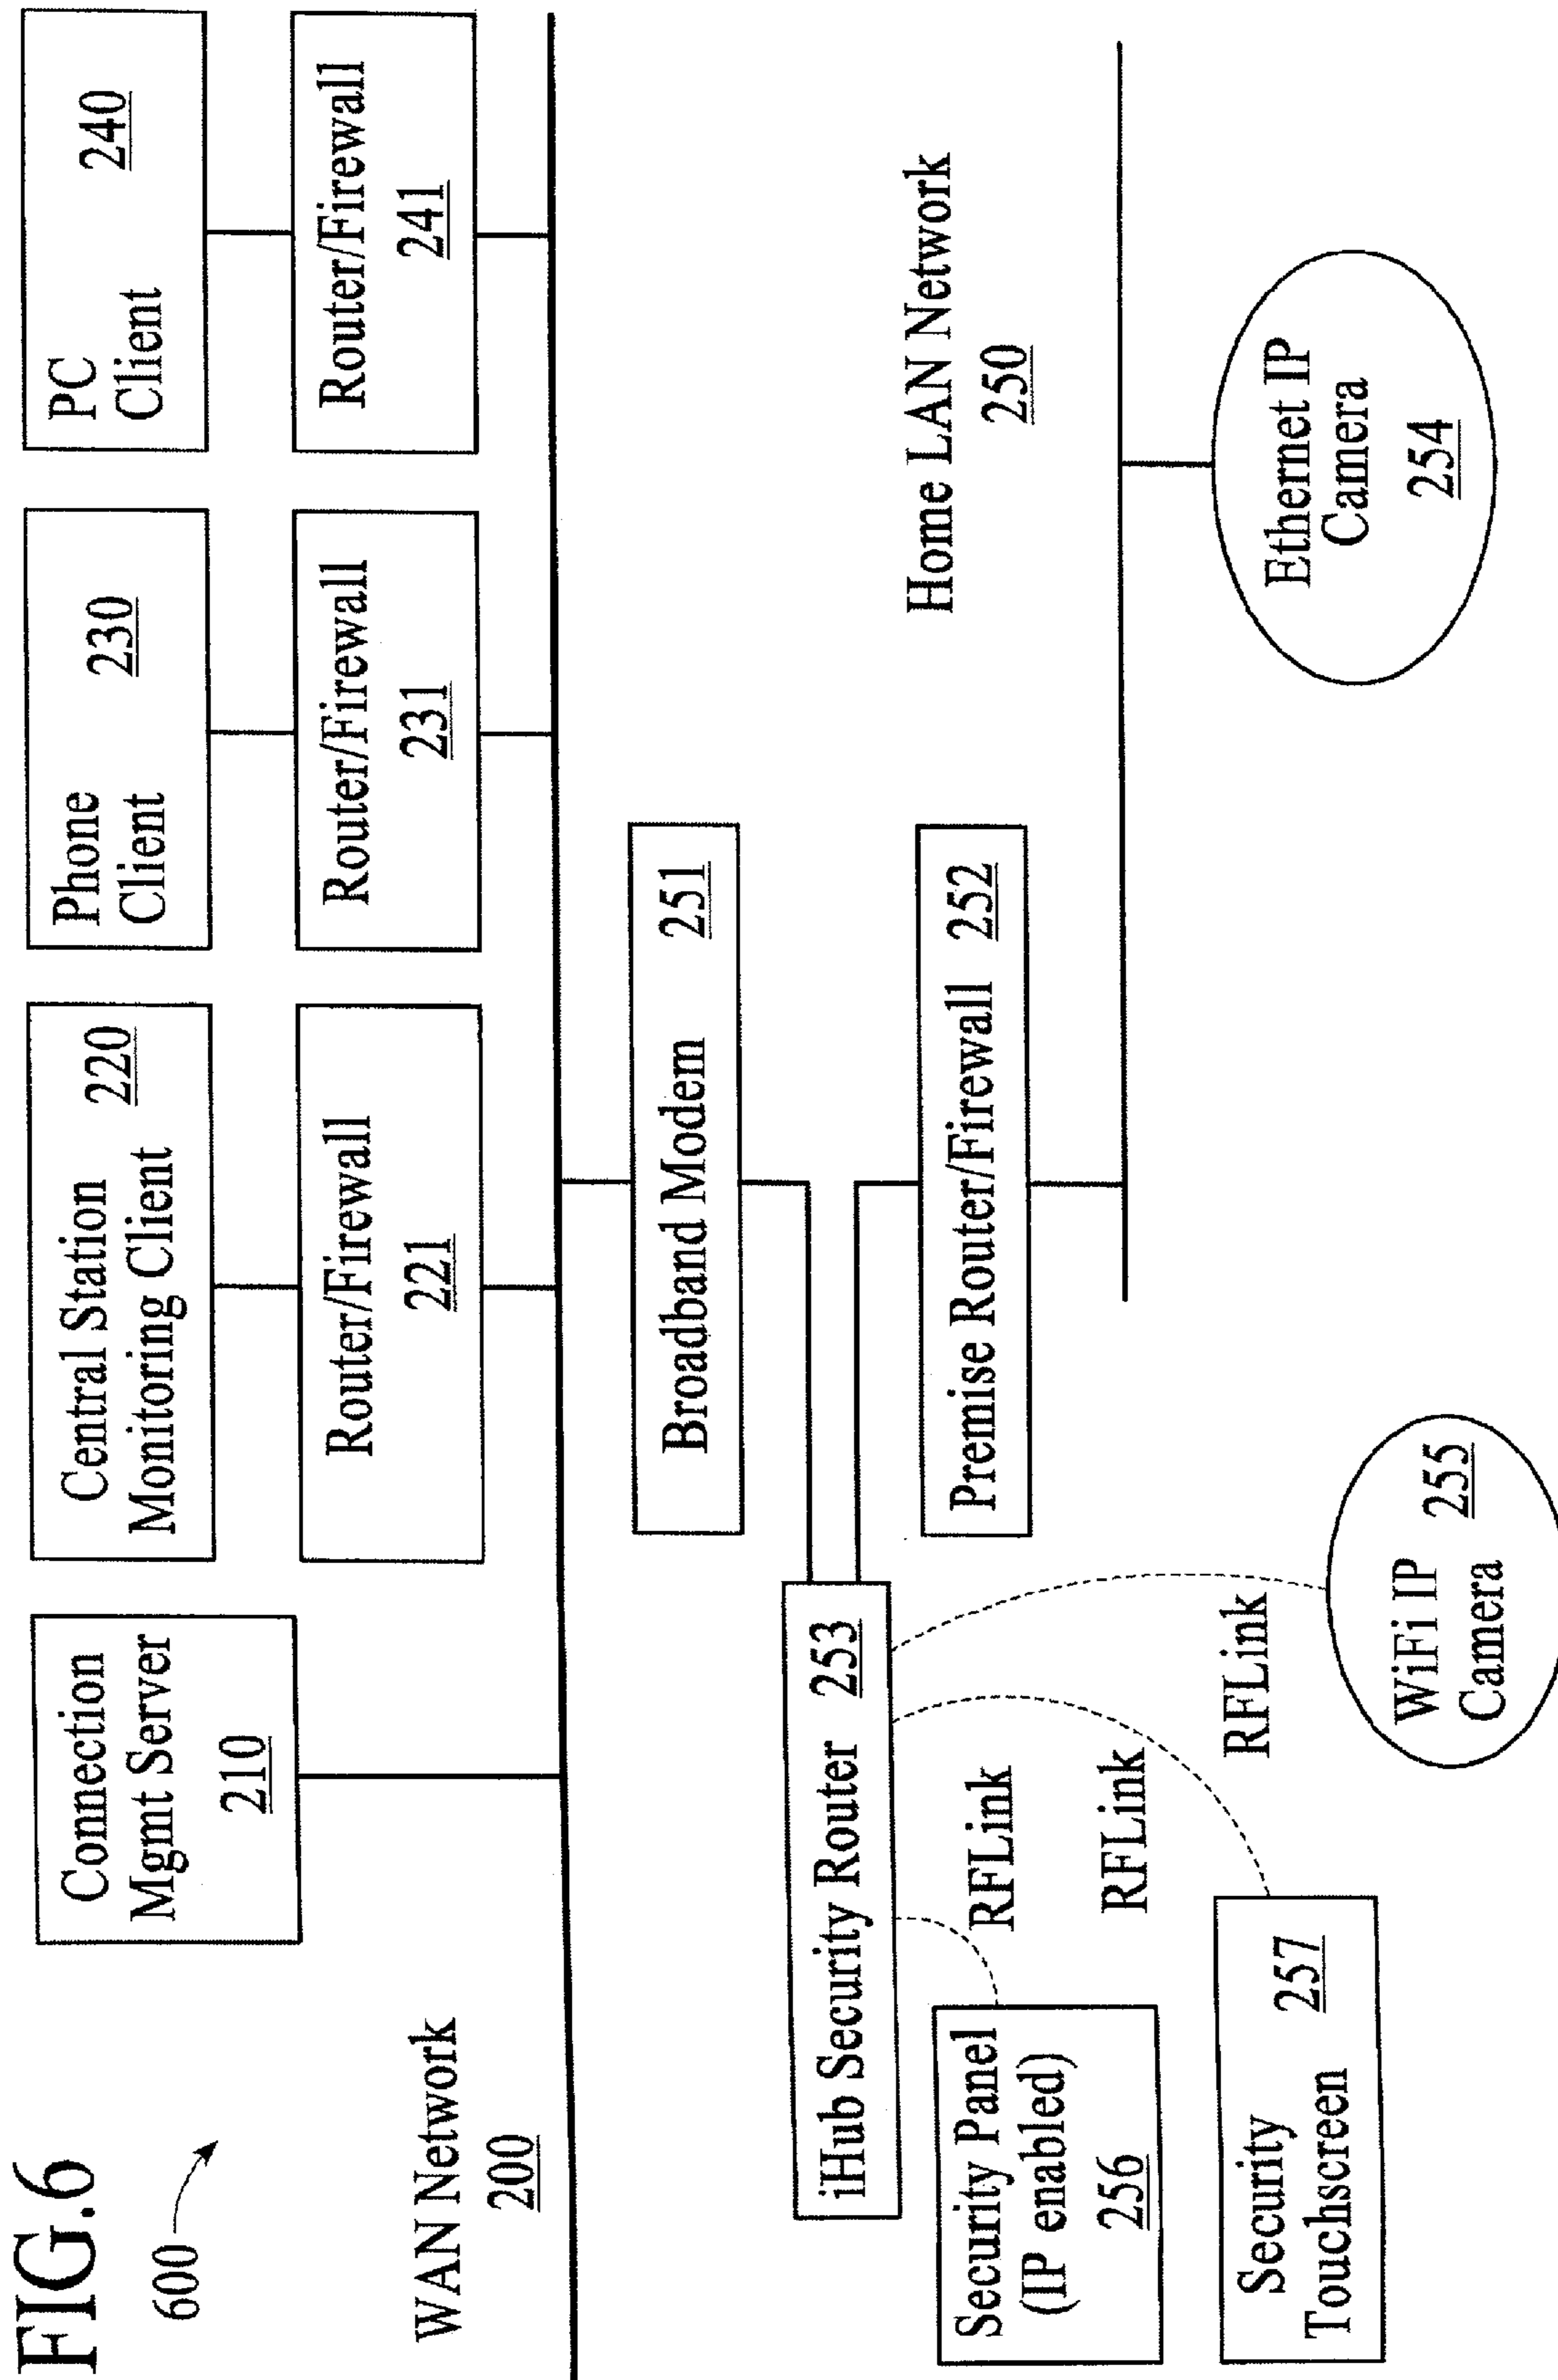 FIG.6
600
WAN Network
200
Connection
Mgmt Server
210
Central Station
Monitoring Client
220
Router/Firewall
221
Phone
Client
230
Router/Firewall
231
PC
Client
240
Router/Firewall
241
Broadband Modem 251
iHub Security Router 253
Premise Router/Firewall 252
Home LAN Network
250
Security Panel
(IP enabled)
256
RFLink
RFLink
RFLink
Security
Touchscreen
257
WiFi IP
Camera
255
Ethernet IP
Camera
254